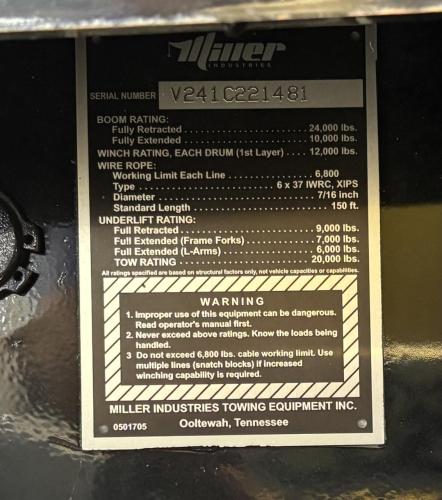 Miller
INDUSTRIES
SERIAL NUMBER V241C221481
BOOM RATING:
Fully Retracted . . . . . . . . . . . . . . . . . . . . . . . 24,000 lbs.
Fully Extended . . . . . . . . . . . . . . . . . . . . . . . 10,000 lbs.
WINCH RATING, EACH DRUM (1st Layer) . . . . 12,000 lbs.
WIRE ROPE:
Working Limit Each Line . . . . . . . . . . . . . . . . 6,800
Type . . . . . . . . . . . . . . . . . . . . . 6 x 37 IWRC, XIPS
Diameter . . . . . . . . . . . . . . . . . . . . . . . . . 7/16 inch
Standard Length . . . . . . . . . . . . . . . . . . . . . . 150 ft.
UNDERLIFT RATING:
Full Retracted . . . . . . . . . . . . . . . . . . . . . . . . 9,000 lbs.
Full Extended (Frame Forks) . . . . . . . . . . . 7,000 lbs.
Full Extended (L-Arms) . . . . . . . . . . . . . . . . 6,000 lbs.
TOW RATING . . . . . . . . . . . . . . . . . . . . . . . 20,000 lbs.
All ratings specified are based on structural factors only, not vehicle capacities or capabilities.
WARNING
1. Improper use of this equipment can be dangerous.
Read operator's manual first.
2. Never exceed above ratings. Know the loads being
handled.
3 Do not exceed 6,800 lbs. cable working limit. Use
multiple lines (snatch blocks) if increased
winching capability is required.
MILLER INDUSTRIES TOWING EQUIPMENT INC.
0501705 Ooltewah, Tennessee